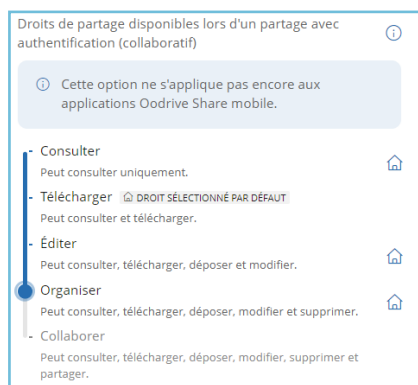 Droits de partage disponibles lors d'un partage avec
authentification (collaboratif)
Cette option ne s'applique pas encore aux
applications Oodrive Share mobile.
- Consulter
Peut consulter uniquement.
- Télécharger DROIT SÉLECTIONNÉ PAR DÉFAUT
Peut consulter et télécharger.
- Éditer
Peut consulter, télécharger, déposer et modifier.
Organiser
Peut consulter, télécharger, déposer, modifier et supprimer.
- Collaborer
Peut consulter, télécharger, déposer, modifier, supprimer et
partager.